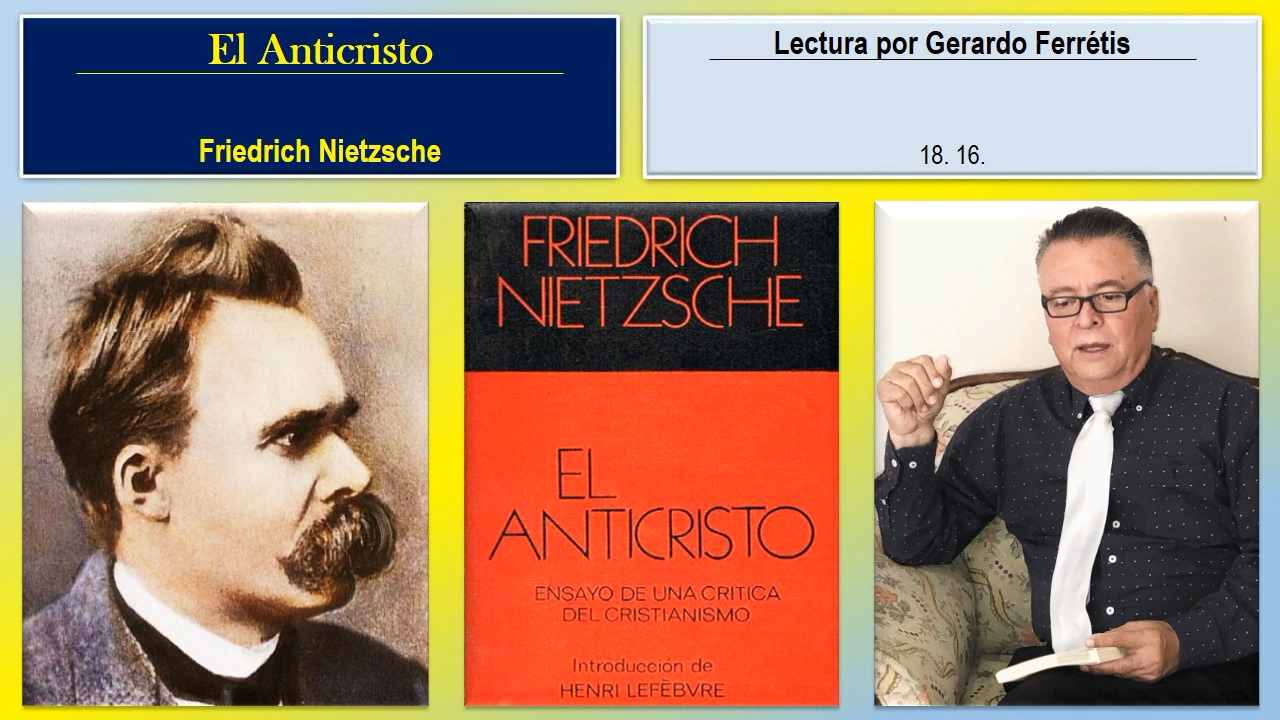 El Anticristo
Friedrich Nietzsche
Lectura por Gerardo Ferrétis
18. 16.
FRIEDRICH
NIETZSCHE
EL
ANTICRISTO
ENSAYO DE UNA CRITICA
DEL CRISTIANISMO
Introducción de
HENRI LEFÈBVRE